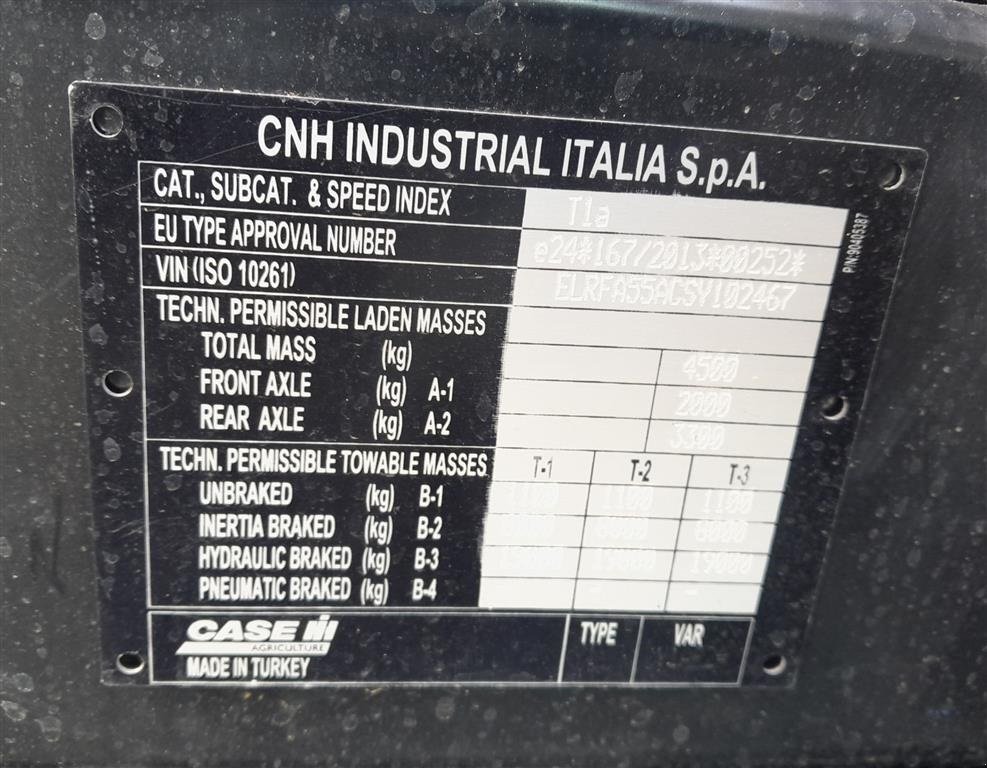 CNH INDUSTRIAL ITALIA S.p.A.
CAT., SUBCAT. & SPEED INDEX T1a
EU TYPE APPROVAL NUMBER e24*167/2013*00252*
VIN (ISO 10261) ELRFA55ACSY102467
TECHN. PERMISSIBLE LADEN MASSES
TOTAL MASS (kg) 4500
FRONT AXLE (kg) A-1 2000
REAR AXLE (kg) A-2 3300
TECHN. PERMISSIBLE TOWABLE MASSES T-1 T-2 T-3
UNBRAKED (kg) B-1 1100 1100 1100
INERTIA BRAKED (kg) B-2 8000 8000
HYDRAULIC BRAKED (kg) B-3 19000 19000
PNEUMATIC BRAKED (kg) B-4 - -
CASE IH TYPE VAR
AGRICULTURE
MADE IN TURKEY
P/N:90405387